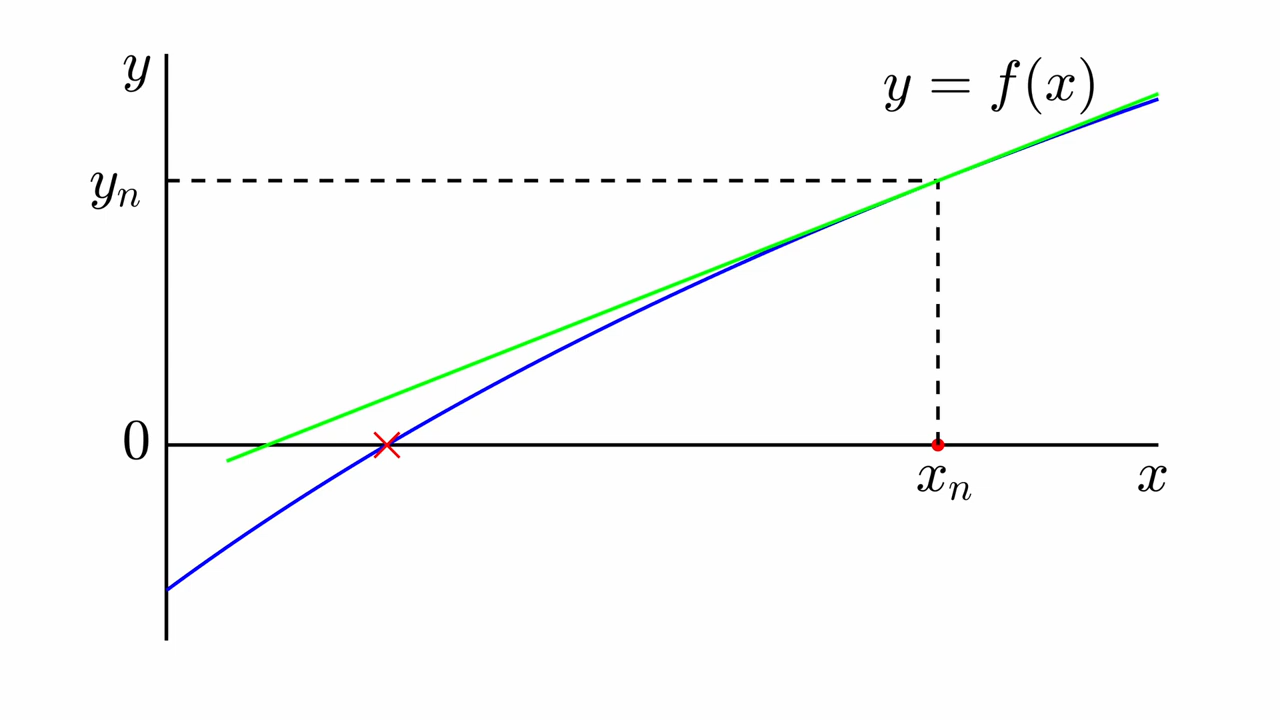 y
y = f(x)
yₙ
0
xₙ
x